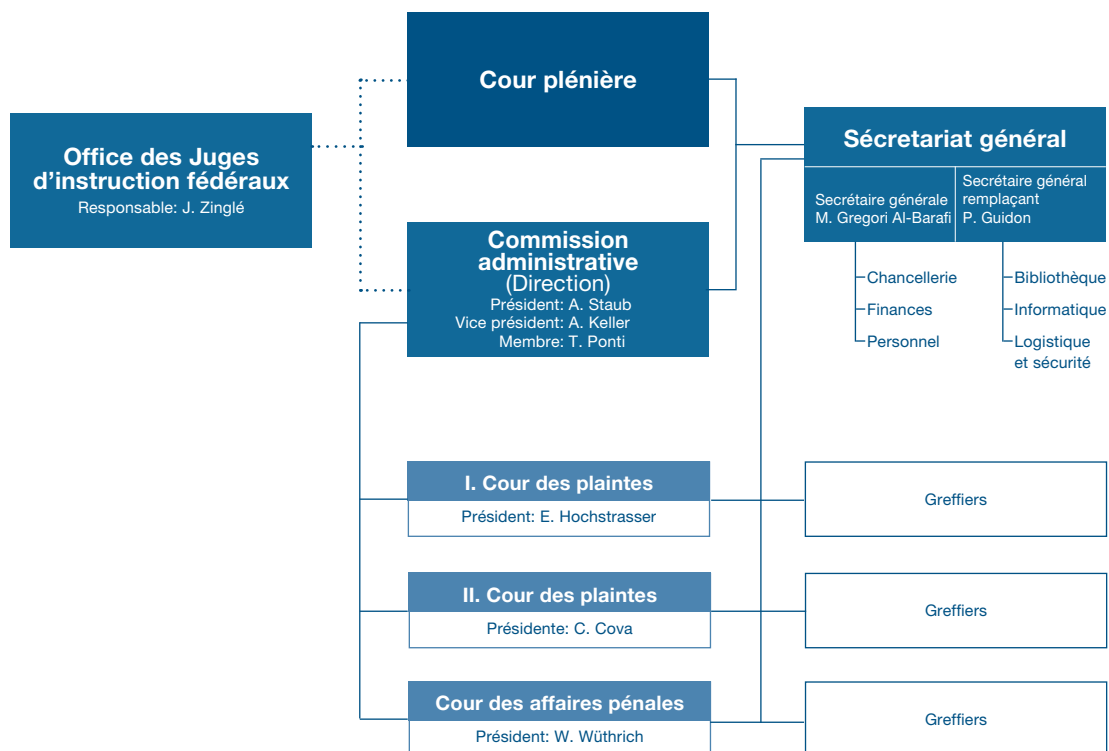 Cour plénière
Office des Juges
d'instruction fédéraux
Responsable: J. Zinglé
Sécretariat général
Secrétaire générale
M. Gregori Al-Barafi
Secrétaire général
remplaçant
P. Guidon
Commission
administrative
(Direction)
Président: A. Staub
Vice président: A. Keller
Membre: T. Ponti
Chancellerie
Finances
Personnel
Bibliothèque
Informatique
Logistique
et sécurité
I. Cour des plaintes
Président: E. Hochstrasser
Greffiers
II. Cour des plaintes
Présidente: C. Cova
Greffiers
Cour des affaires pénales
Président: W. Wüthrich
Greffiers